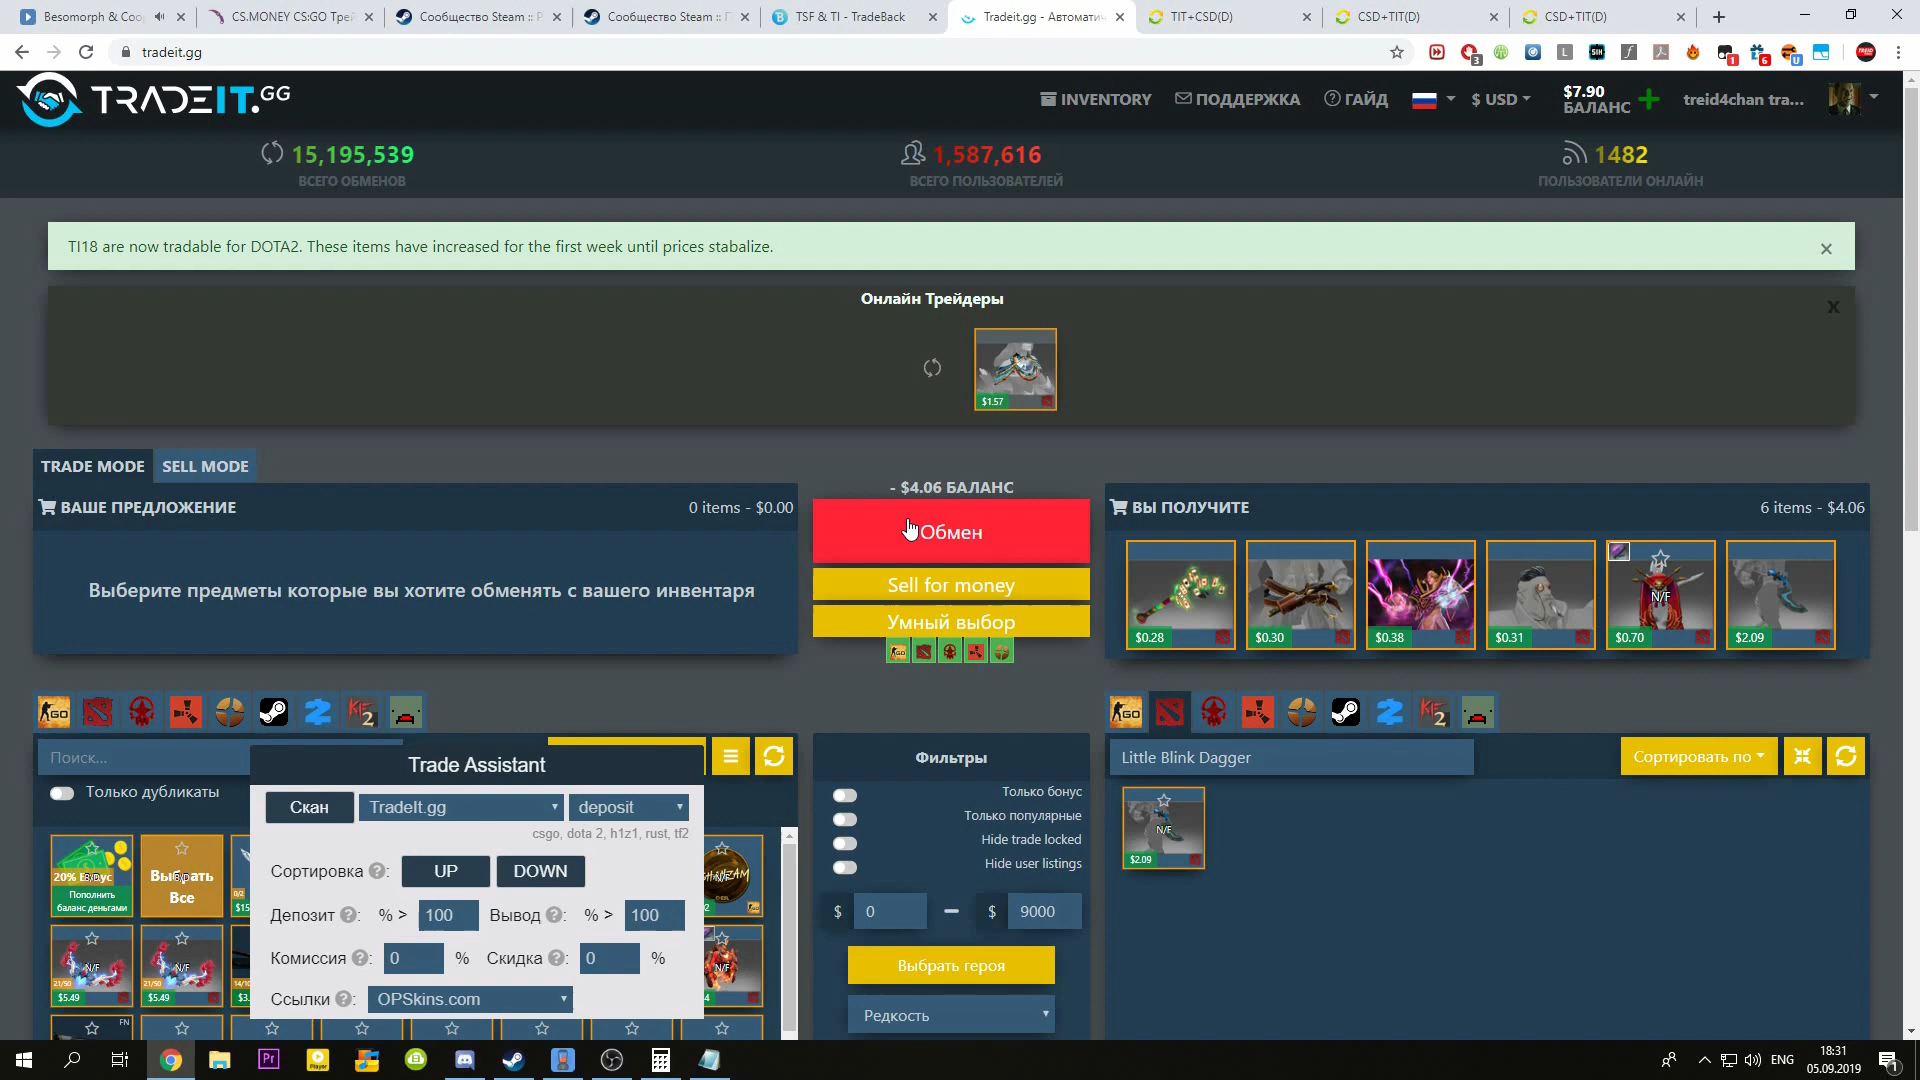 Besomorph & Coop
CS.MONEY CS:GO Трей
Сообщество Steam :: Р
Сообщество Steam :: П
TSF & TI - TradeBack
Tradeit.gg - Автоматич
TIT+CSD(D)
CSD+TIT(D)
CSD+TIT(D)
tradeit.gg
TRADEIT.GG
INVENTORY
ПОДДЕРЖКА
ГАЙД
$ USD
$7.90
БАЛАНС
treid4chan tra...
15,195,539
ВСЕГО ОБМЕНОВ
1,587,616
ВСЕГО ПОЛЬЗОВАТЕЛЕЙ
1482
ПОЛЬЗОВАТЕЛИ ОНЛАЙН
TI18 are now tradable for DOTA2. These items have increased for the first week until prices stabalize.
Онлайн Трейдеры
$1.57
TRADE MODE
SELL MODE
ВАШЕ ПРЕДЛОЖЕНИЕ
0 items - $0.00
Выберите предметы которые вы хотите обменять с вашего инвентаря
- $4.06 БАЛАНС
Обмен
Sell for money
Умный выбор
ВЫ ПОЛУЧИТЕ
6 items - $4.06
$0.28
$0.30
$0.38
$0.31
N/F
$0.70
$2.09
Поиск...
Только дубликаты
20%
Пополнить
баланс деньгами
Выбрать
Все
Trade Assistant
Скан
TradeIt.gg
deposit
csgo, dota 2, h1z1, rust, tf2
Сортировка
UP
DOWN
Депозит
% >
100
Вывод
% >
100
Комиссия
0
%
Скидка
0
%
Ссылки
OPSkins.com
N/F
21/50
$5.49
N/F
21/50
$5.49
N/F
FN
Фильтры
Только бонус
Только популярные
Hide trade locked
Hide user listings
$
0
$
9000
Выбрать героя
Редкость
Little Blink Dagger
Сортировать по
N/F
$2.09
ENG
18:31
05.09.2019